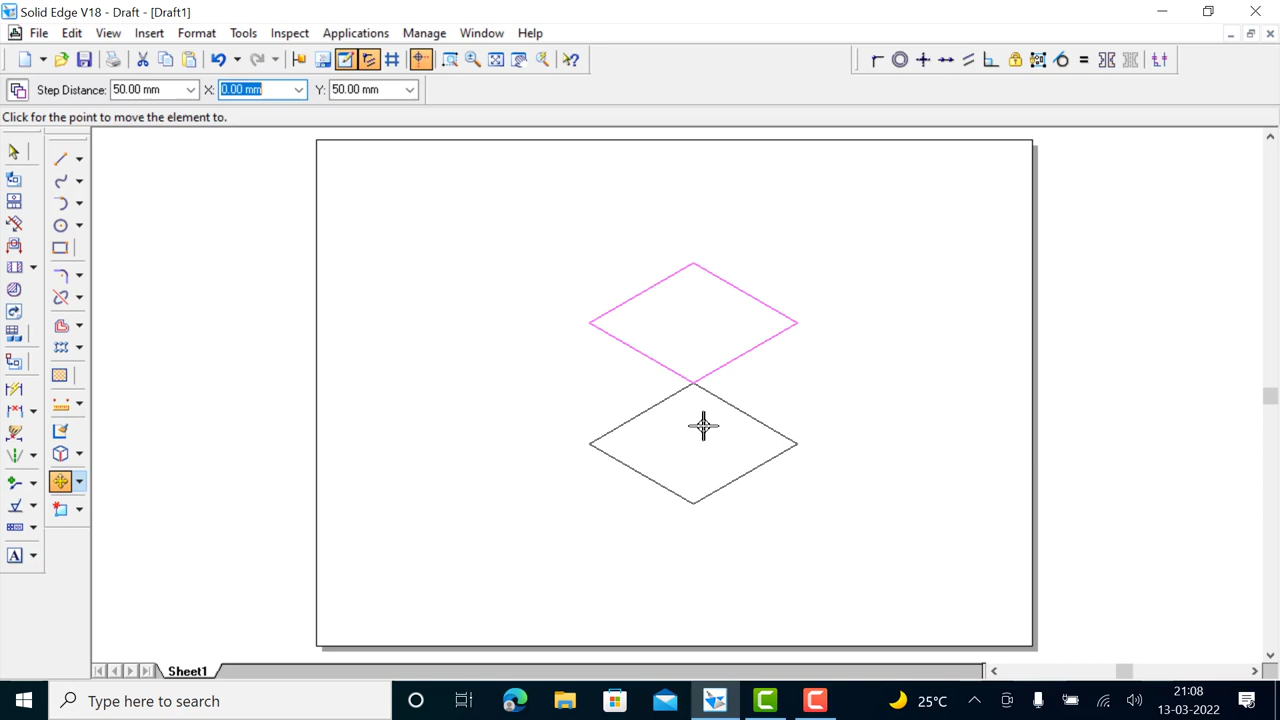 Solid Edge V18 - Draft - [Draft1]
File Edit View Insert Format Tools Inspect Applications Manage Window Help
Step Distance: 50.00 mm X: 0.00 mm Y: 50.00 mm
Click for the point to move the element to.
A
Sheet1
Type here to search
25°C
21:08
13-03-2022